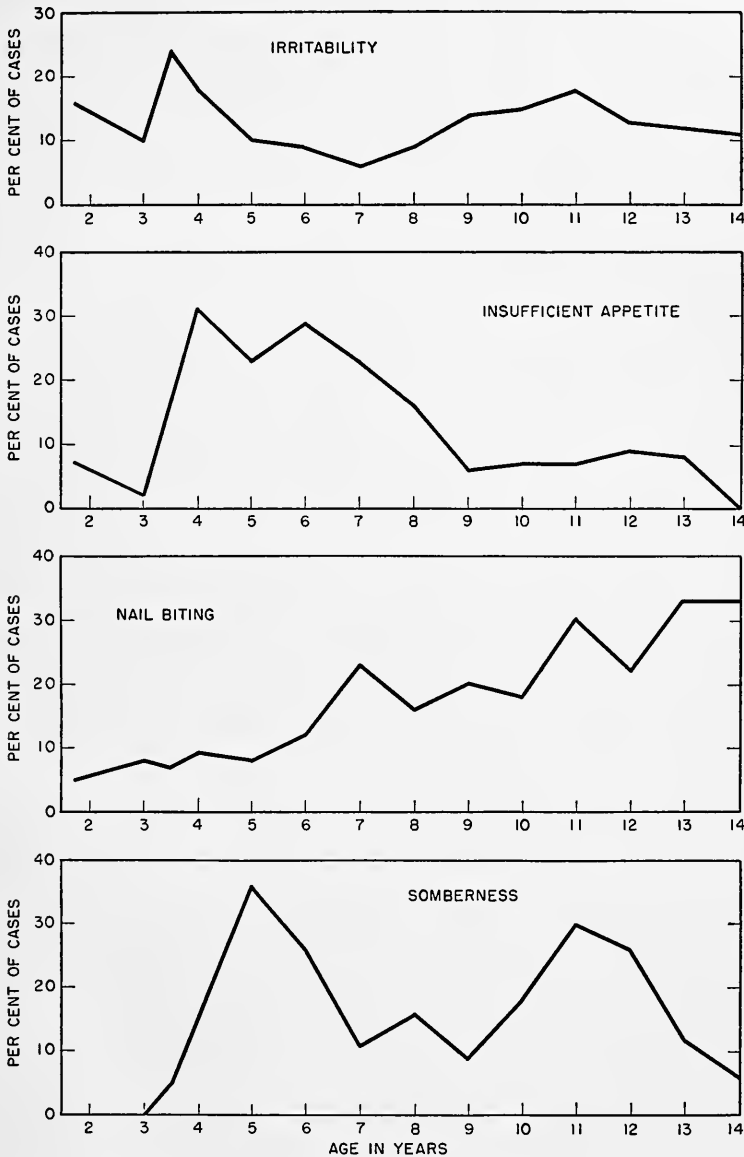 IRRITABILITY
PER CENT OF CASES
30
20
10
0
2 3 4 5 6 7 8 9 10 11 12 13 14
INSUFFICIENT APPETITE
PER CENT OF CASES
40
30
20
10
0
2 3 4 5 6 7 8 9 10 11 12 13 14
NAIL BITING
PER CENT OF CASES
40
30
20
10
0
2 3 4 5 6 7 8 9 10 11 12 13 14
SOMBERNESS
PER CENT OF CASES
40
30
20
10
0
2 3 4 5 6 7 8 9 10 11 12 13 14
AGE IN YEARS